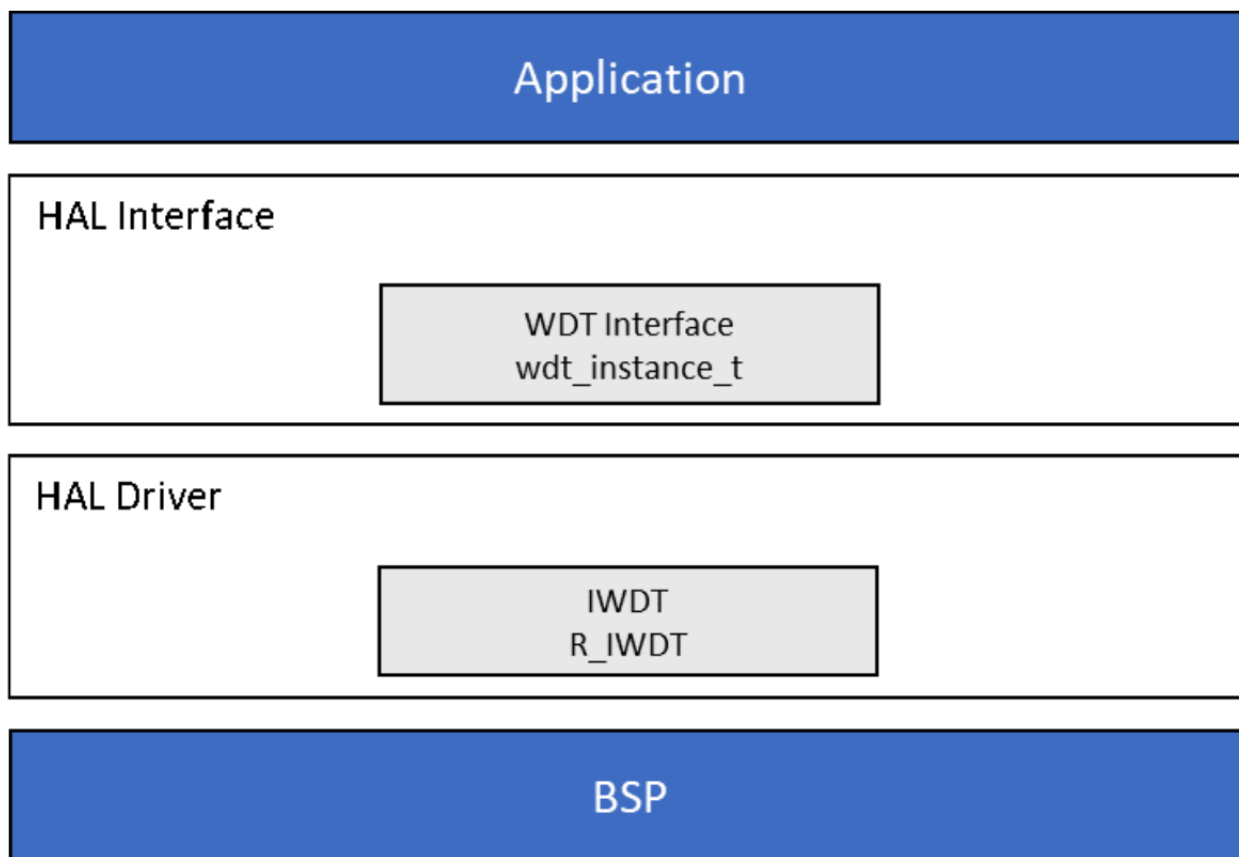 Application
HAL Interface
WDT Interface
wdt_instance_t
HAL Driver
IWDT
R_IWDT
BSP